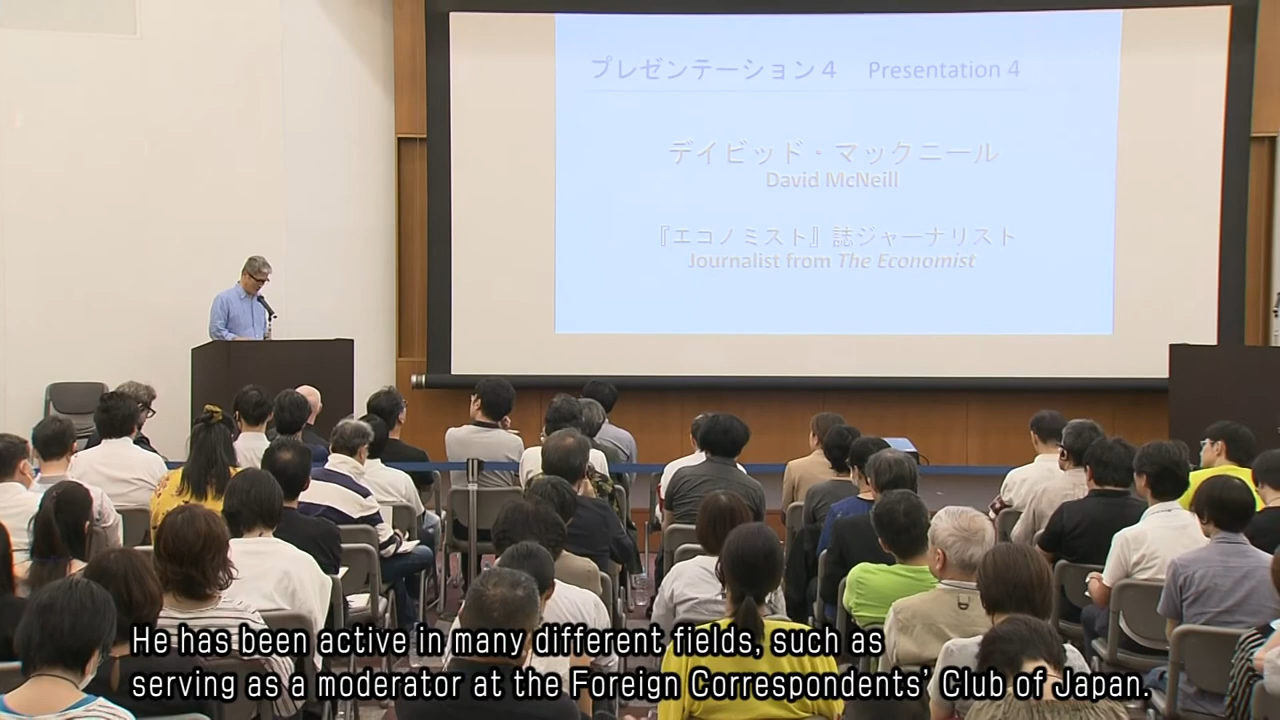 プレゼンテーション４ Presentation 4
デイビッド・マックニール
David McNeill
『エコノミスト』誌ジャーナリスト
Journalist from The Economist
He has been active in many different fields, such as
serving as a moderator at the Foreign Correspondents' Club of Japan.